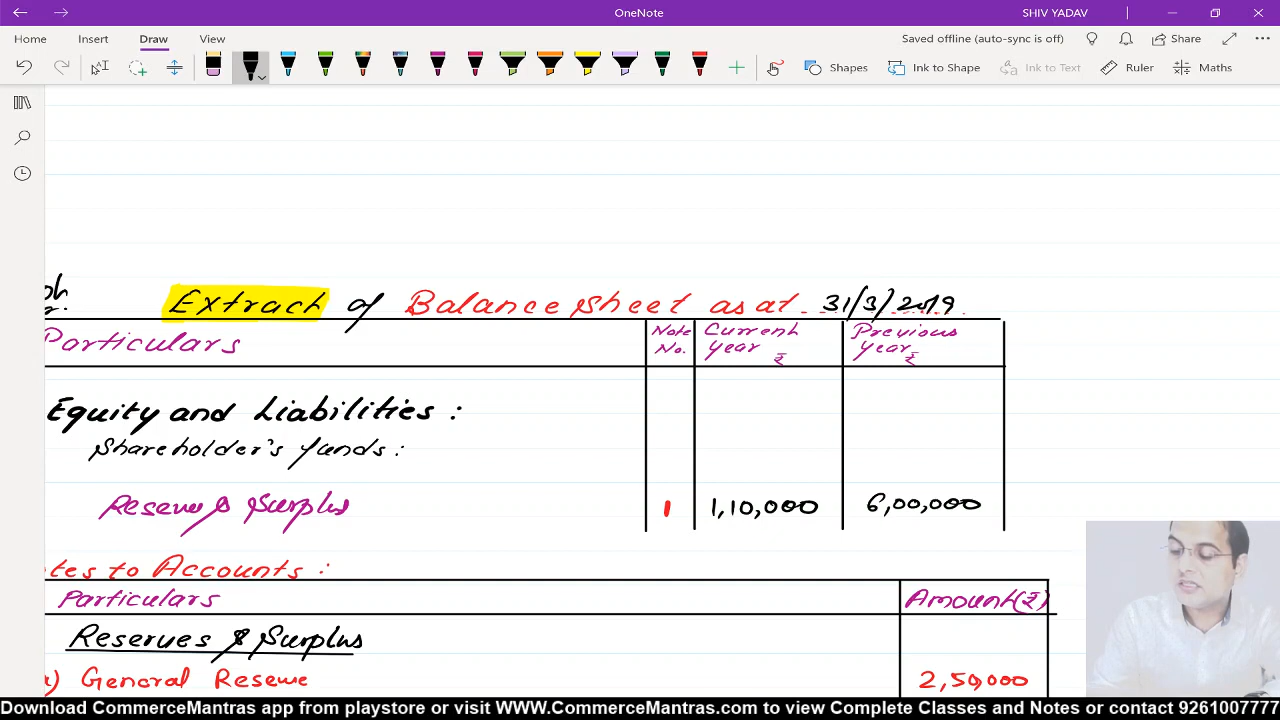 OneNote
SHIV YADAV
Home Insert Draw View
Saved offline (auto-sync is off)
Share
Shapes
Ink to Shape
Ink to Text
Ruler
Maths
Extract of Balance Sheet as at 31/3/2019
Particulars Note No. Current year ₹ Previous year ₹
Equity and Liabilities :
Shareholder's funds :
Reserve & Surplus 1 1,10,000 6,00,000
tes to Accounts :
Particulars Amount(₹)
Reserves & Surplus
) General Reserve 2,50,000
Download CommerceMantras app from playstore or visit WWW.CommerceMantras.com to view Complete Classes and Notes or contact 9261007777